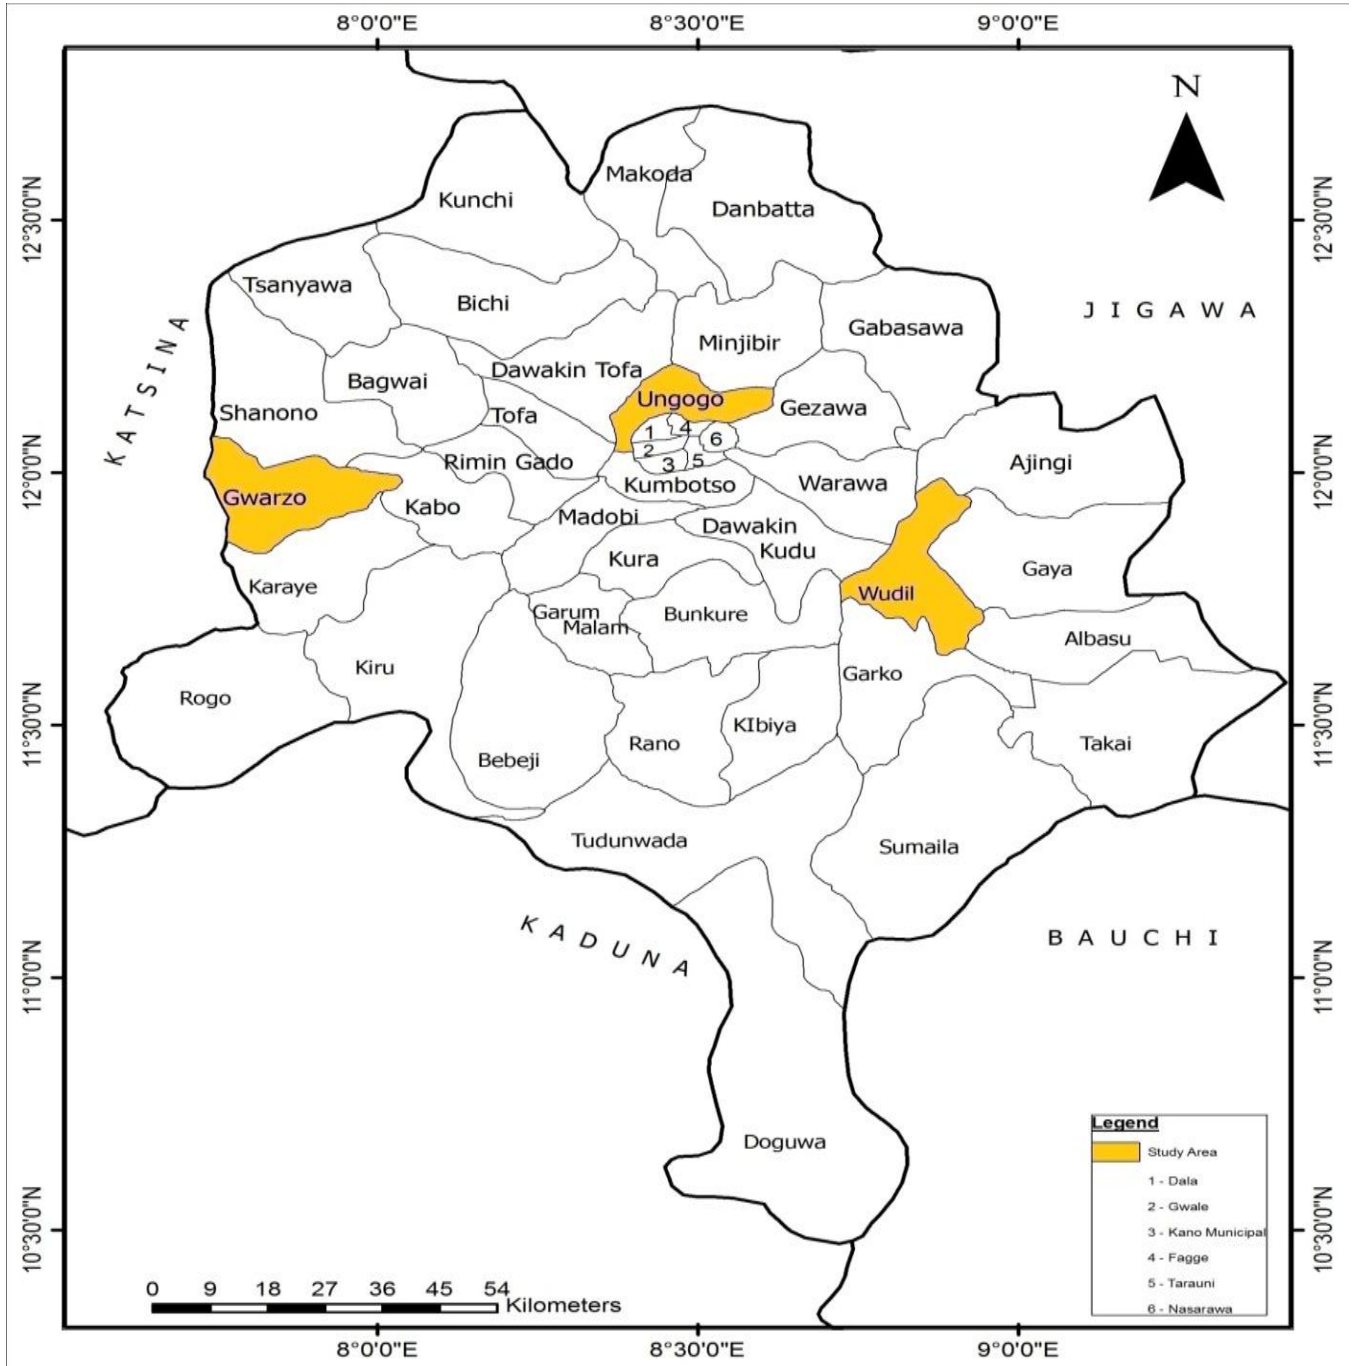 8°0'0"E 8°30'0"E 9°0'0"E
N
12°30'0"N
12°30'0"N
Makoda
Kunchi
Danbatta
Tsanyawa
Bichi
JIGAWA
KATSINA
Gabasawa
Minjibir
Dawakin Tofa
Bagwai
Ungogo
Shanono
Tofa
Gezawa
1
4
6
2
3
5
12°0'0"N
12°0'0"N
Rimin Gado
Ajingi
Kumbotso
Warawa
Gwarzo
Kabo
Madobi
Dawakin
Kudu
Kura
Gaya
Karaye
Wudil
Garum
Malam
Bunkure
Albasu
Kiru
Garko
Rogo
11°30'0"N
11°30'0"N
KIbiya
Rano
Takai
Bebeji
Tudunwada
Sumaila
KADUNA
BAUCHI
11°0'0"N
11°0'0"N
Doguwa
Legend
Study Area
1 - Dala
2 - Gwale
3 - Kano Municipal
4 - Fagge
5 - Tarauni
6 - Nasarawa
10°30'0"N
10°30'0"N
0 9 18 27 36 45 54
Kilometers
8°0'0"E 8°30'0"E 9°0'0"E